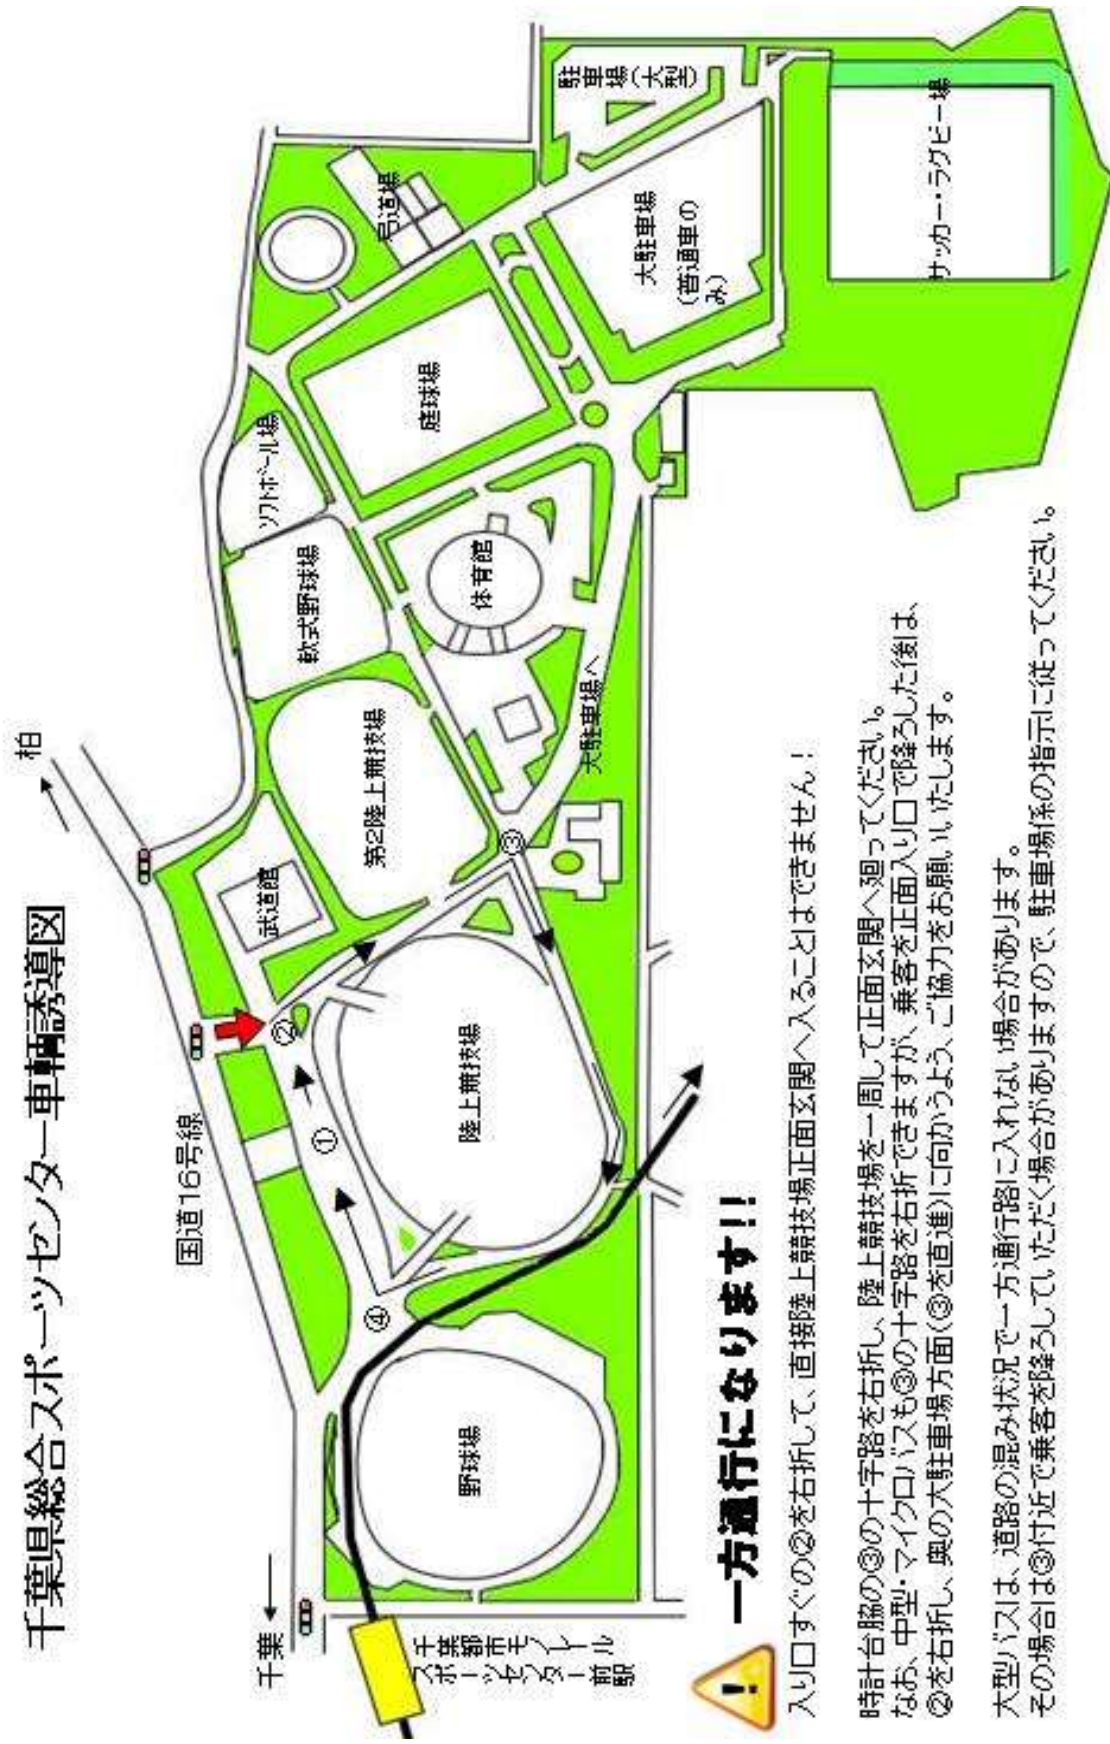 千葉県総合スポーツセンター車輌誘導図
千葉
国道16号線
柏
千葉都市モノレール
スポーツセンター前駅
野球場
④
①
②
陸上競技場
武道館
③
第2陸上競技場
軟式野球場
ソフトボール場
体育館
大駐車場へ
庭球場
弓道場
大駐車場
(普通車の
み)
駐車場(大型)
サッカー・ラグビー場
一方通行になります!!
入り口すぐの②を右折して、直接陸上競技場正面玄関へ入ることはできません！
時計台脇の③の十字路を右折し、陸上競技場を一周して正面玄関へ廻ってください。
なお、中型・マイクロバスも③の十字路を右折できますが、乗客を正面入り口で降ろした後は、
②を右折し、奥の大駐車場方面(③を直進)に向かうよう、ご協力をお願いいたします。
大型バスは、道路の混み状況で一方通行路に入れない場合があります。
その場合は③付近で乗客を降ろしていただく場合がありますので、駐車場係の指示に従ってください。